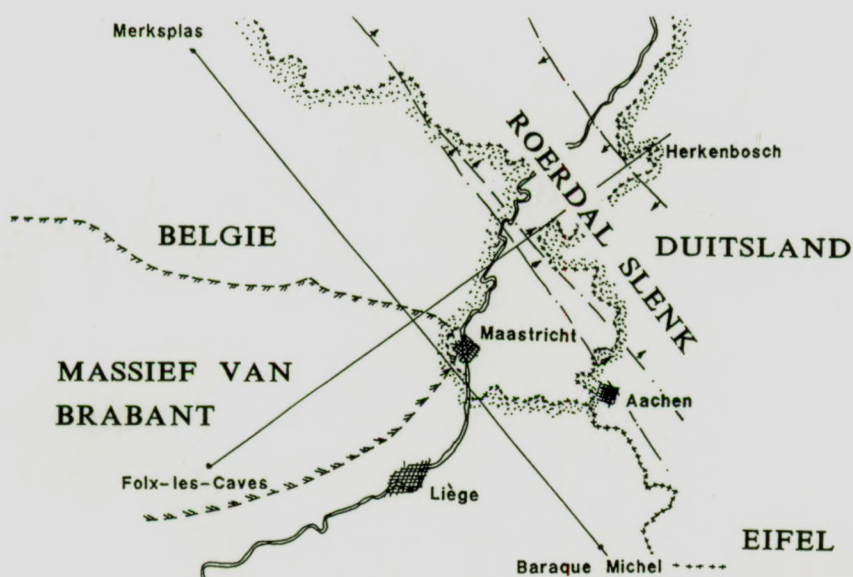 Merksplas
ROERDAL SLENK
Herkenbosch
BELGIE
DUITSLAND
Maastricht
MASSIEF VAN
BRABANT
Aachen
Folx-les-Caves
Liège
EIFEL
Baraque Michel